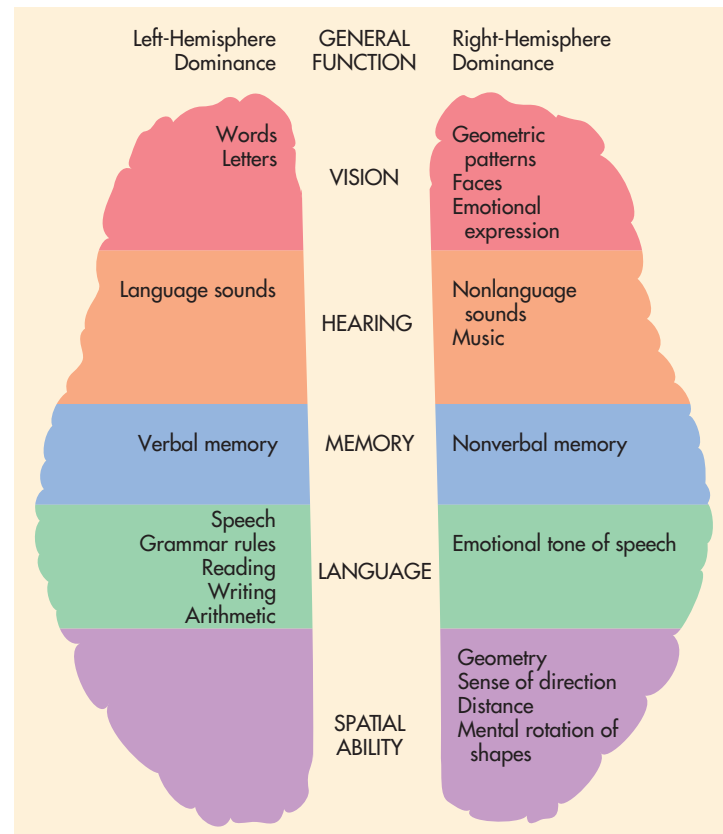 Left-Hemisphere
Dominance
GENERAL
FUNCTION
Right-Hemisphere
Dominance
Words
Letters
VISION
Geometric
patterns
Faces
Emotional
expression
Language sounds
HEARING
Nonlanguage
sounds
Music
Verbal memory
MEMORY
Nonverbal memory
Speech
Grammar rules
Reading
Writing
Arithmetic
LANGUAGE
Emotional tone of speech
SPATIAL
ABILITY
Geometry
Sense of direction
Distance
Mental rotation of
shapes